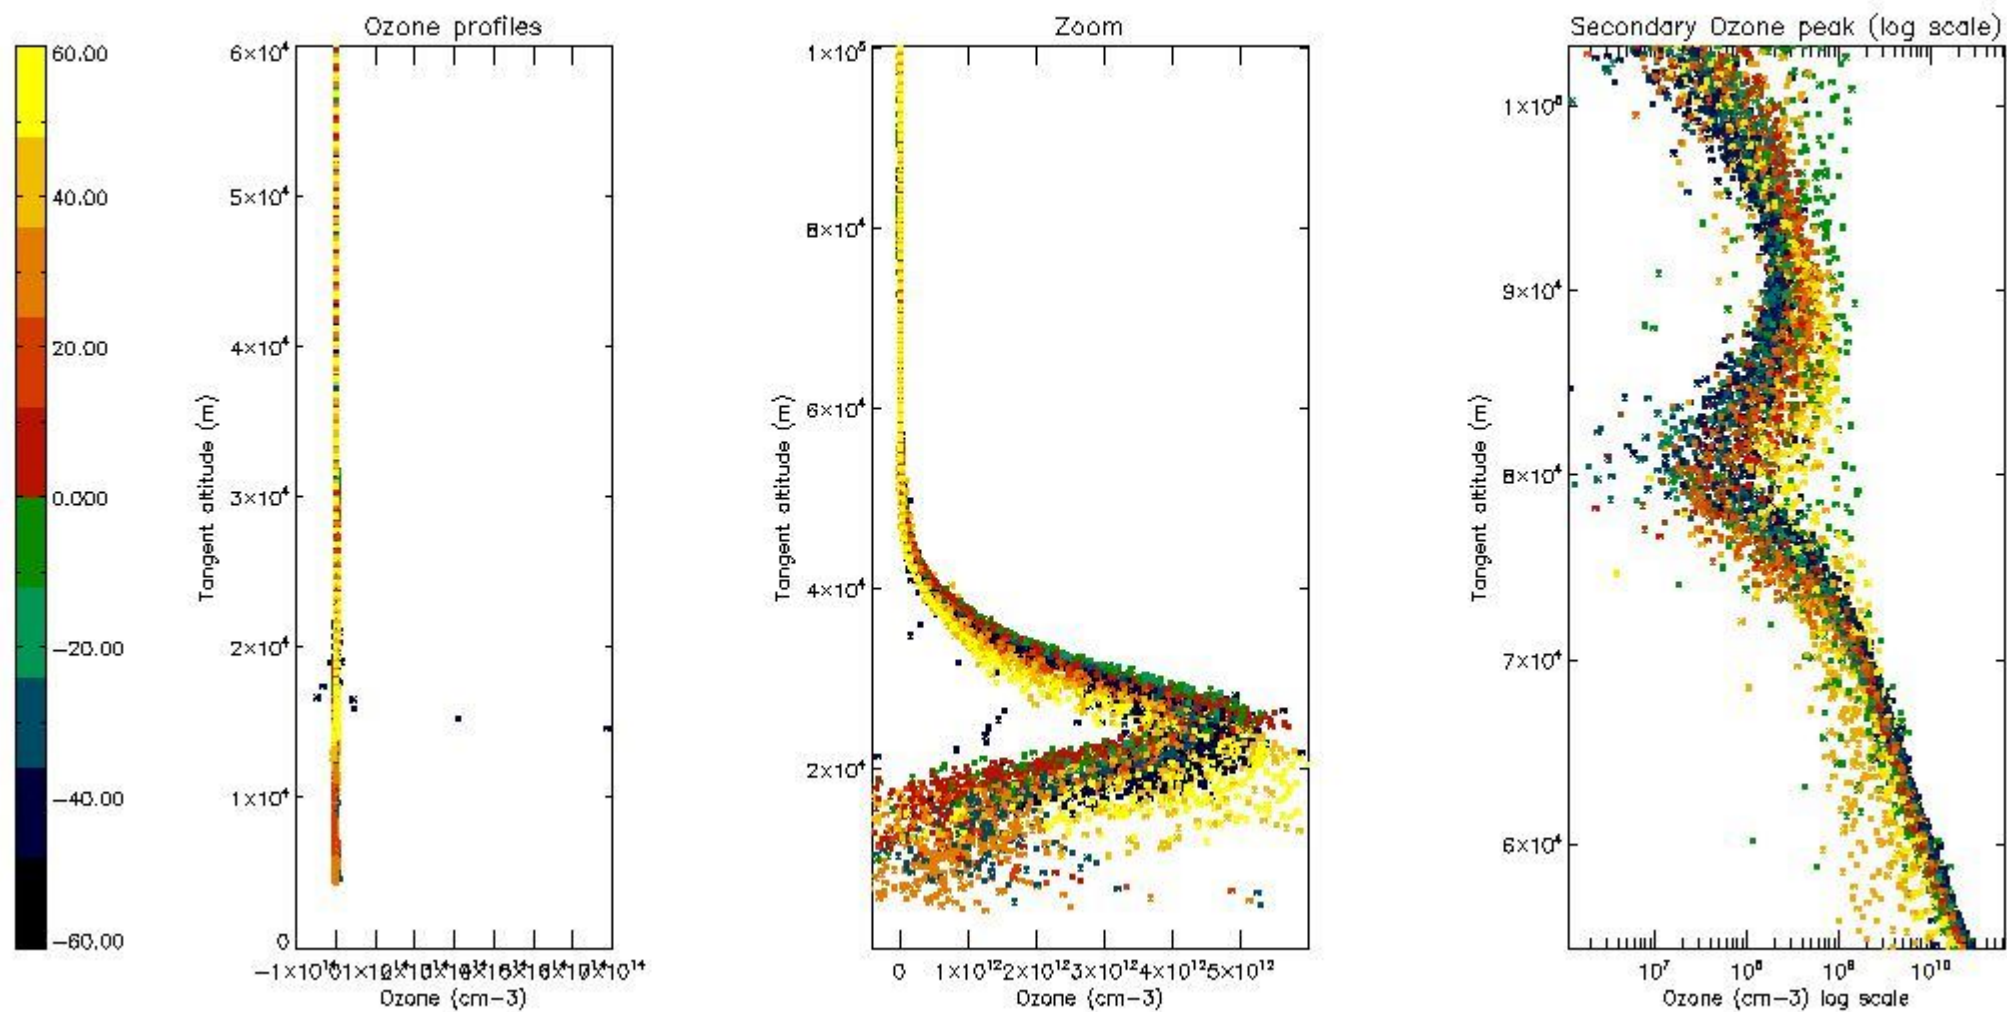 Ozone profiles
Zoom
Secondary Ozone peak (log scale)
60.00
40.00
20.00
0.000
−20.00
−40.00
−60.00
6×10⁴
5×10⁴
4×10⁴
3×10⁴
2×10⁴
1×10⁴
0
Tangent altitude (m)
Ozone (cm−3)
1×10⁵
8×10⁴
6×10⁴
4×10⁴
2×10⁴
Tangent altitude (m)
0 1×10¹² 2×10¹² 3×10¹² 4×10¹² 5×10¹²
Ozone (cm−3)
9×10⁴
8×10⁴
7×10⁴
6×10⁴
Tangent altitude (m)
10⁷ 10⁸ 10⁹ 10¹⁰
Ozone (cm−3) log scale